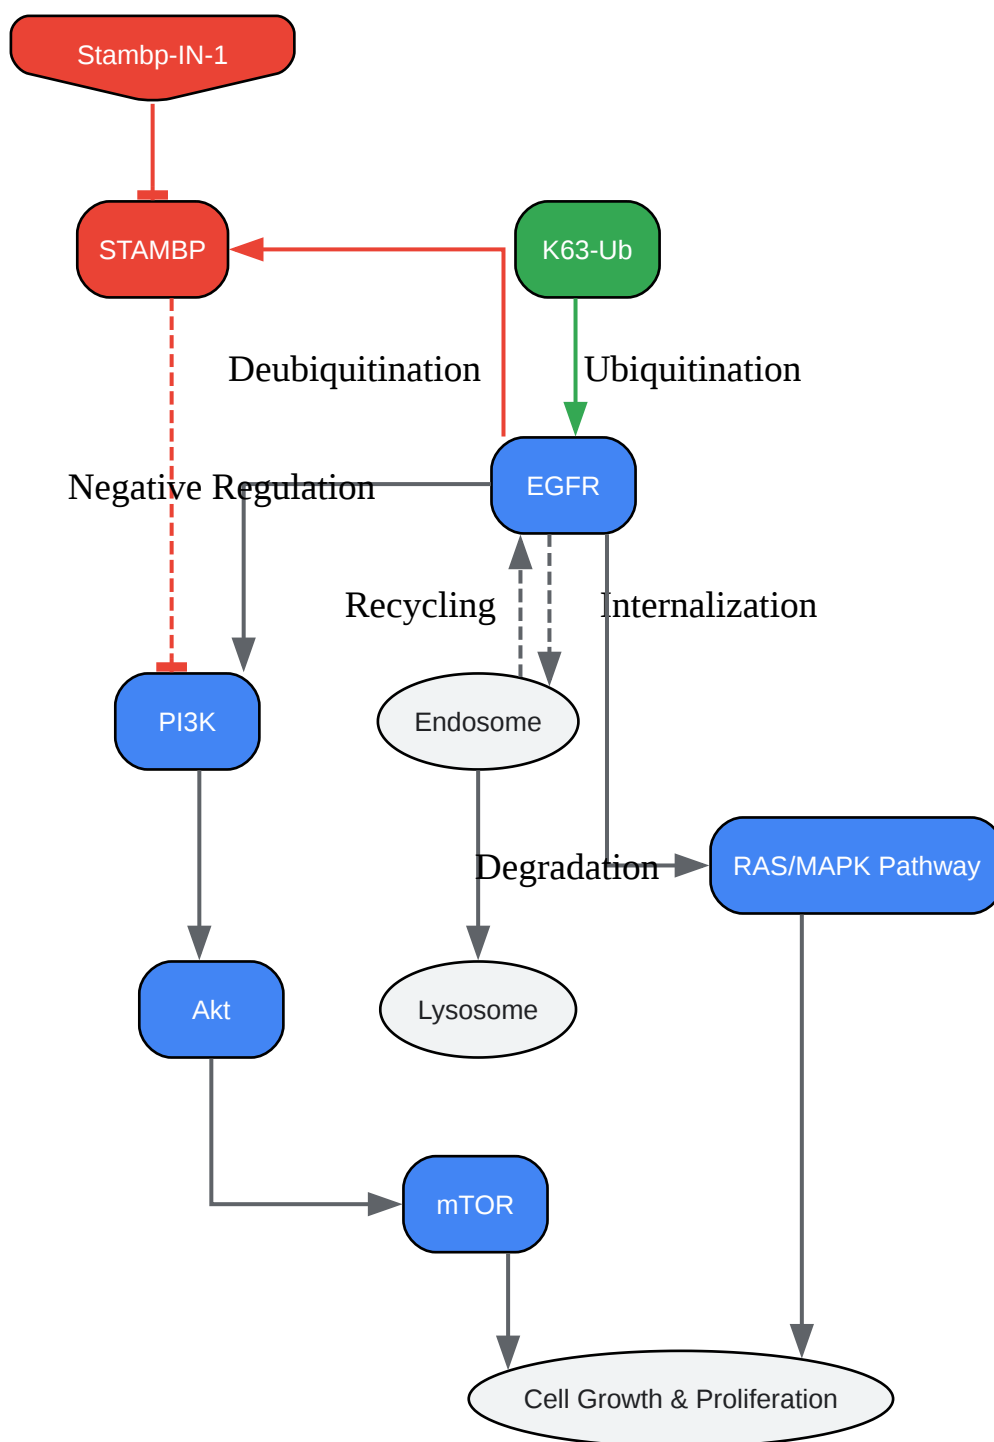 Stambp-IN-1
STAMBP
K63-Ub
Deubiquitination
Ubiquitination
EGFR
Negative Regulation
Recycling
Internalization
PI3K
Endosome
Degradation
RAS/MAPK Pathway
Akt
Lysosome
mTOR
Cell Growth & Proliferation